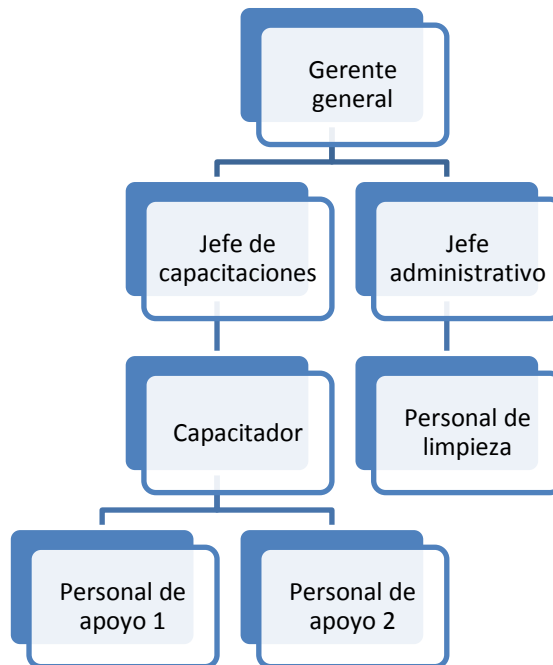 Gerente
general
Jefe de
capacitaciones
Jefe
administrativo
Capacitador
Personal de
limpieza
Personal de
apoyo 1
Personal de
apoyo 2